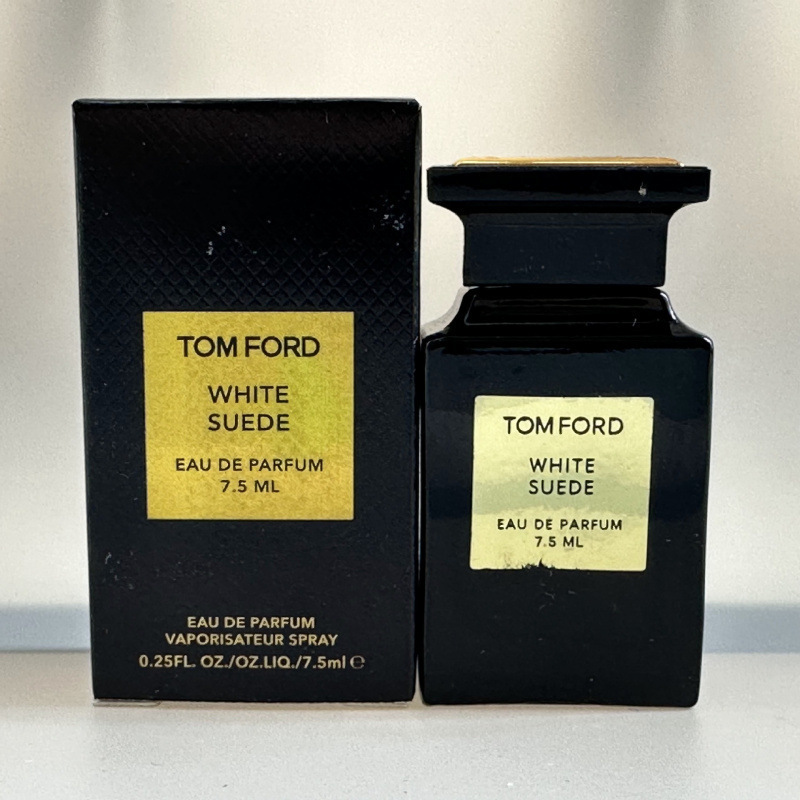 TOM FORD
WHITE
SUEDE
EAU DE PARFUM
7.5 ML
EAU DE PARFUM
VAPORISATEUR SPRAY
0.25FL. OZ./OZ.LIQ./7.5ml ℮
TOM FORD
WHITE
SUEDE
EAU DE PARFUM
7.5 ML